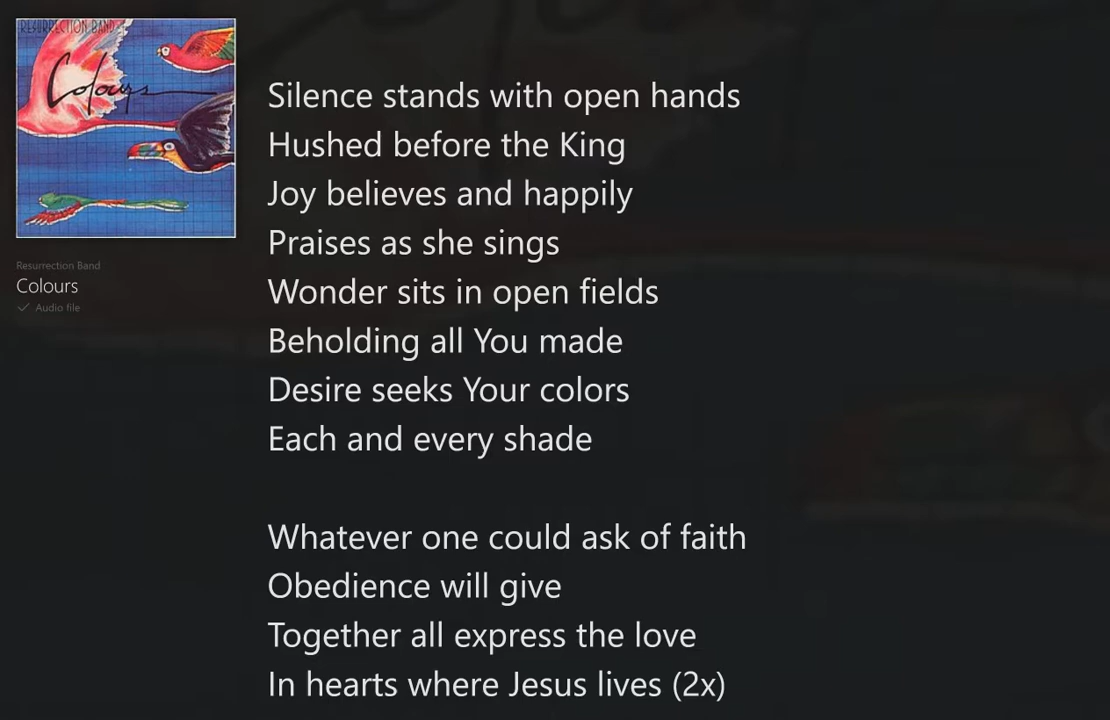 RESURRECTION BAND
Colours
Resurrection Band
Colours
Audio file
Silence stands with open hands
Hushed before the King
Joy believes and happily
Praises as she sings
Wonder sits in open fields
Beholding all You made
Desire seeks Your colors
Each and every shade
Whatever one could ask of faith
Obedience will give
Together all express the love
In hearts where Jesus lives (2x)